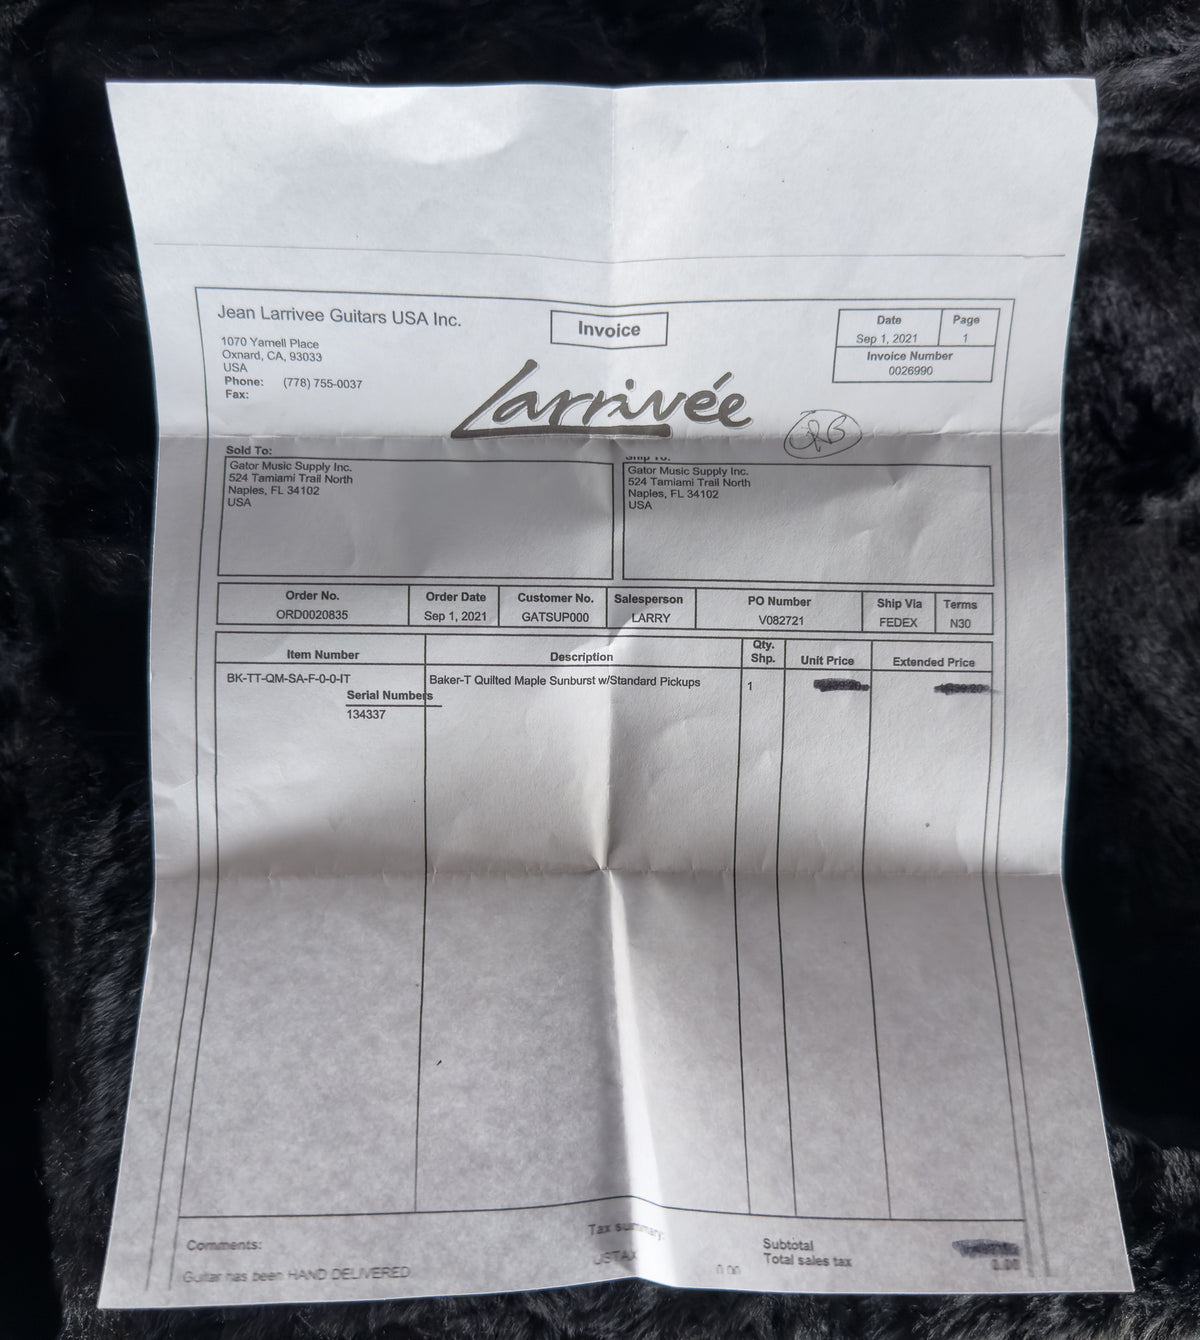 Jean Larrivee Guitars USA Inc.
1070 Yarnell Place
Oxnard, CA, 93033
USA
Phone: (778) 755-0037
Fax:
Invoice
Date Page
Sep 1, 2021 1
Invoice Number
0026990
Larrivée
Sold To:
Gator Music Supply Inc.
524 Tamiami Trail North
Naples, FL 34102
USA
Ship To:
Gator Music Supply Inc.
524 Tamiami Trail North
Naples, FL 34102
USA
Order No. Order Date Customer No. Salesperson PO Number Ship Via Terms
ORD0020835 Sep 1, 2021 GATSUP000 LARRY V082721 FEDEX N30
Item Number Description Qty. Shp. Unit Price Extended Price
BK-TT-QM-SA-F-0-0-IT Baker-T Quilted Maple Sunburst w/Standard Pickups 1
Serial Numbers
134337
Comments: Tax summary: Subtotal
Guitar has been HAND DELIVERED USTAX 0.00 Total sales tax 0.00